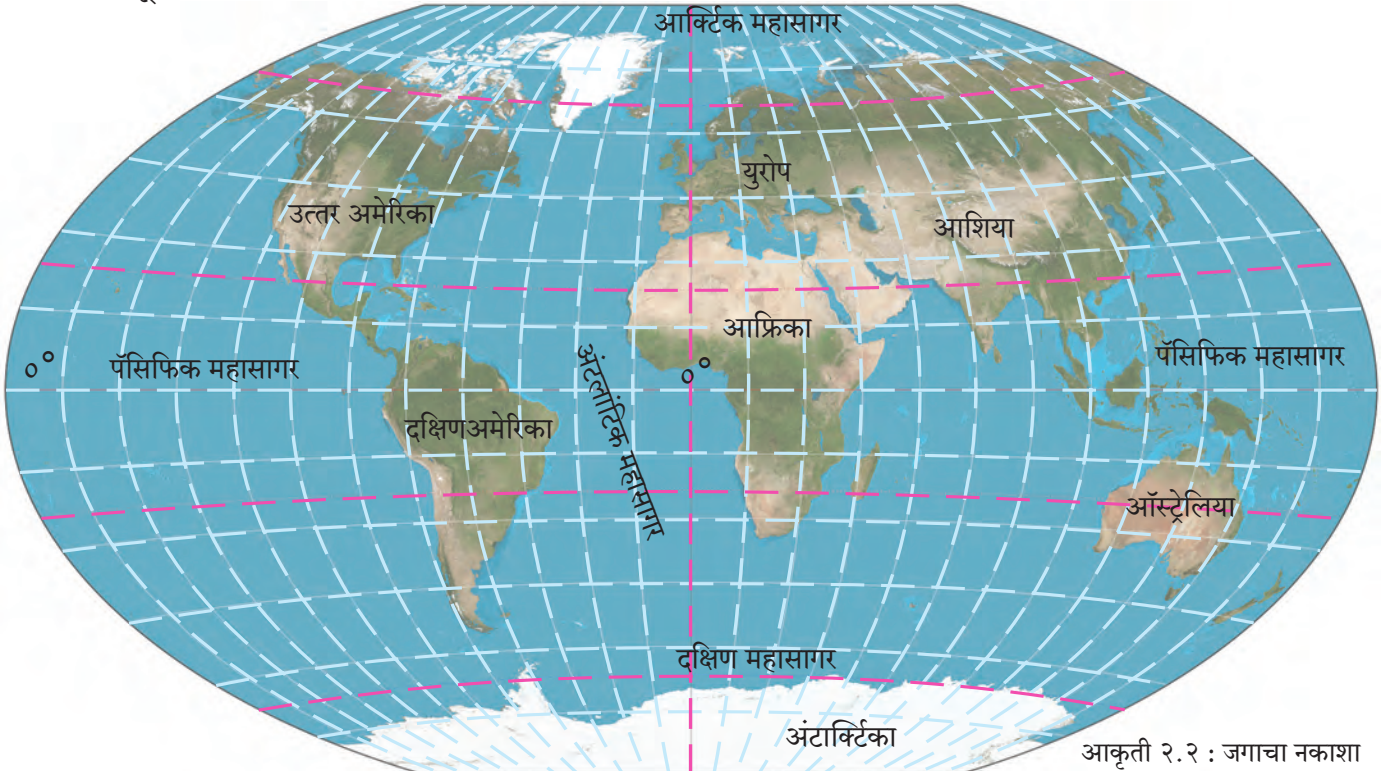 आर्क्टिक महासागर
युरोप
उत्तर अमेरिका
आशिया
आफ्रिका
०°
पॅसिफिक महासागर
अटलांटिक महासागर
०°
पॅसिफिक महासागर
दक्षिणअमेरिका
ऑस्ट्रेलिया
दक्षिण महासागर
अंटार्क्टिका
आकृती २.२ : जगाचा नकाशा